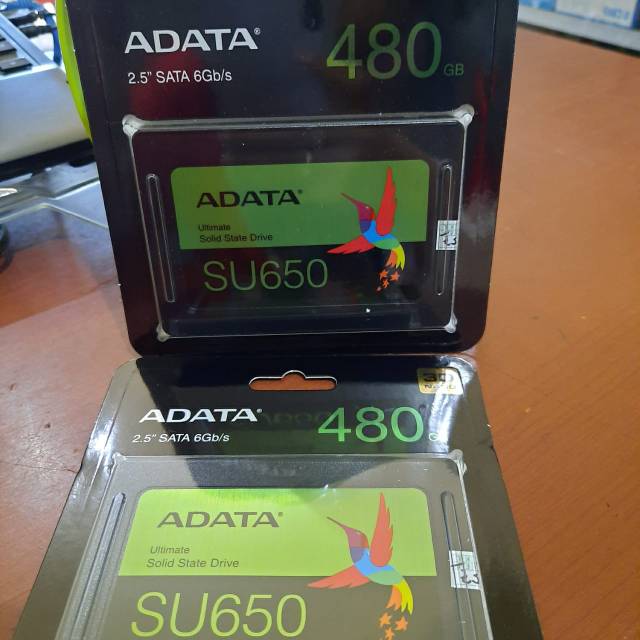 ADATA®
480GB
2.5" SATA 6Gb/s
ADATA®
Ultimate
Solid State Drive
SU650
ADATA®
480G
2.5" SATA 6Gb/s
ADATA®
Ultimate
Solid State Drive
SU650